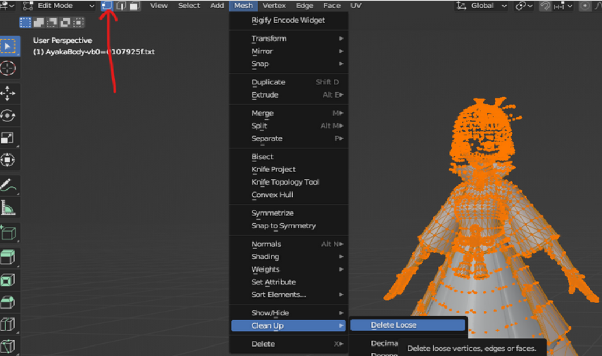 Edit Mode View Select Add Mesh Vertex Edge Face UV Global
User Perspective
(1) AyakaBody-vb0=0107925f.txt
Rigify Encode Widget
Transform
Mirror
Snap
Duplicate Shift D
Extrude Alt E
Merge M
Split Alt M
Separate P
Bisect
Knife Project
Knife Topology Tool
Convex Hull
Symmetrize
Snap to Symmetry
Normals Alt N
Shading
Weights
Set Attribute
Sort Elements...
Show/Hide
Clean Up Delete Loose
Delete X Decima
Delete loose vertices, edges or faces.